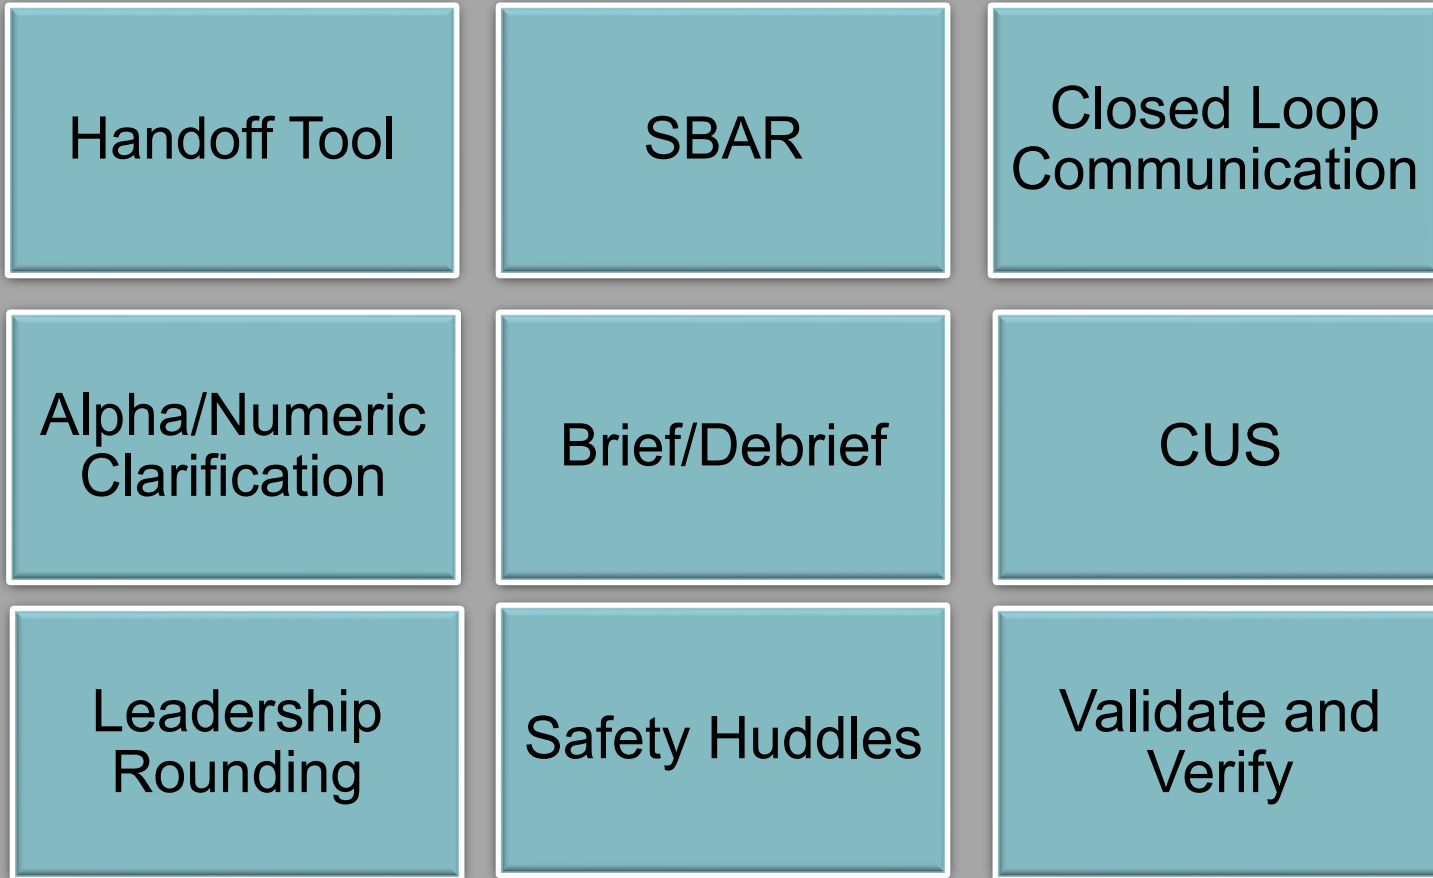 Handoff Tool
SBAR
Closed Loop
Communication
Alpha/Numeric
Clarification
Brief/Debrief
CUS
Leadership
Rounding
Safety Huddles
Validate and
Verify